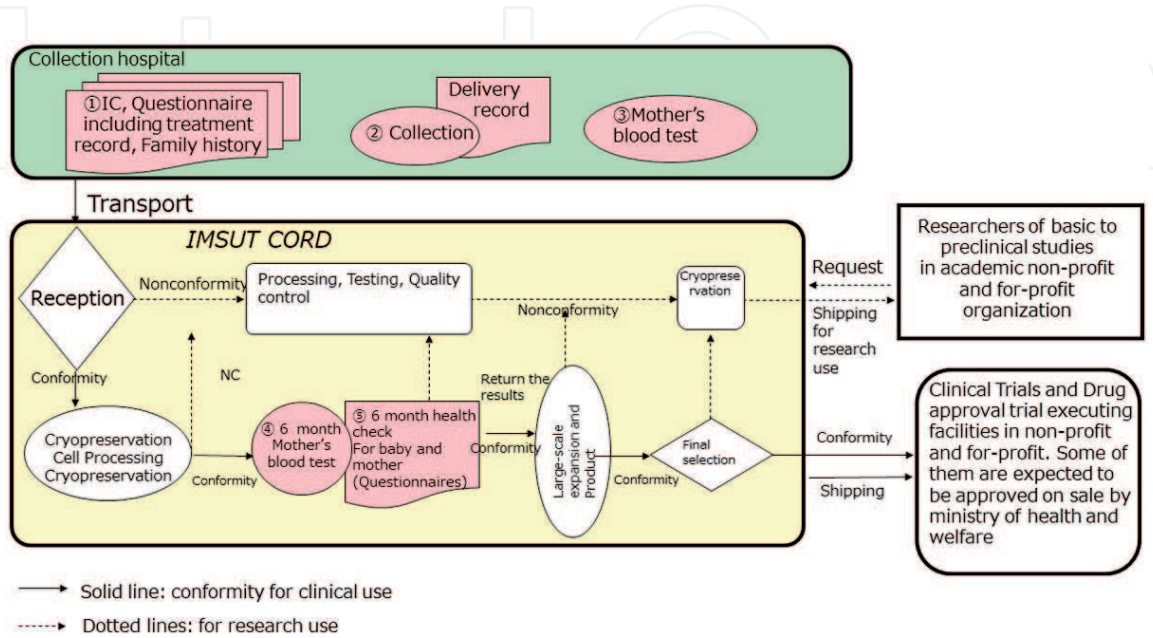 Collection hospital
①IC, Questionnaire
including treatment
record, Family history
Delivery
record
② Collection
③Mother's
blood test
Transport
IMSUT CORD
Reception
Nonconformity
Processing, Testing, Quality
control
Nonconformity
Cryoprese
rvation
Request
Shipping
for
research
use
Researchers of basic to
preclinical studies
in academic non-profit
and for-profit
organization
Conformity
NC
Cryopreservation
Cell Processing
Cryopreservation
Conformity
④ 6 month
Mother's
blood test
⑤ 6 month health
check
For baby and
mother
(Questionnaires)
Return the
results
Conformity
Large-scale
expansion and
Product
Conformity
Final
selection
Conformity
Shipping
Clinical Trials and Drug
approval trial executing
facilities in non-profit
and for-profit. Some of
them are expected to
be approved on sale by
ministry of health and
welfare
Solid line: conformity for clinical use
Dotted lines: for research use